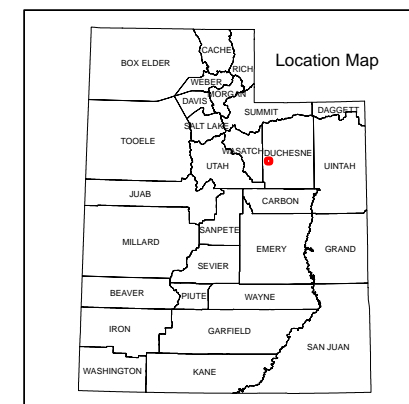 Location Map
BOX ELDER
CACHE
RICH
WEBER
MORGAN
DAVIS
SUMMIT
DAGGETT
SALT LAKE
TOOELE
WASATCH
DUCHESNE
UTAH
UINTAH
JUAB
CARBON
SANPETE
MILLARD
EMERY
GRAND
SEVIER
BEAVER
PIUTE
WAYNE
IRON
GARFIELD
SAN JUAN
WASHINGTON
KANE